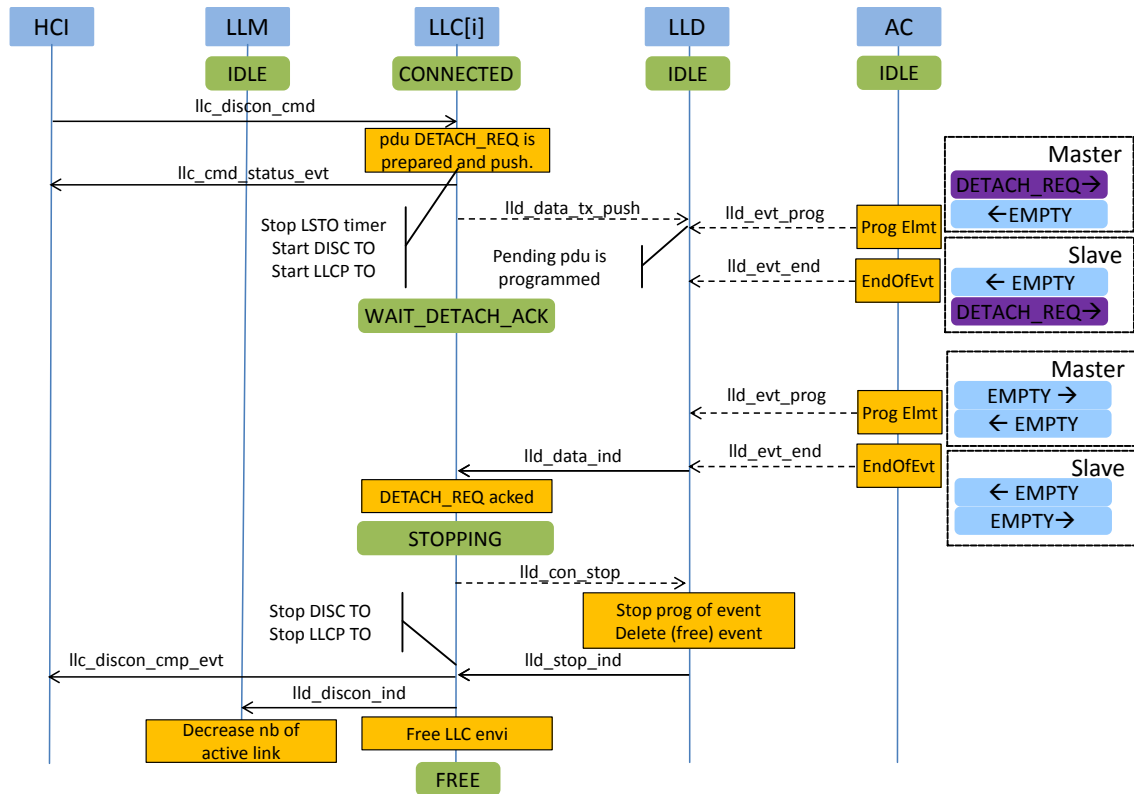 HCI
LLM
LLC[i]
LLD
AC
IDLE
CONNECTED
IDLE
IDLE
llc_discon_cmd
pdu DETACH_REQ is
prepared and push.
llc_cmd_status_evt
Master
DETACH_REQ→
←EMPTY
lld_data_tx_push
lld_evt_prog
Prog Elmt
Stop LSTO timer
Start DISC TO
Start LLCP TO
Pending pdu is
programmed
lld_evt_end
EndOfEvt
Slave
← EMPTY
DETACH_REQ→
WAIT_DETACH_ACK
Master
EMPTY →
← EMPTY
lld_evt_prog
Prog Elmt
lld_data_ind
lld_evt_end
EndOfEvt
Slave
← EMPTY
EMPTY→
DETACH_REQ acked
STOPPING
lld_con_stop
Stop DISC TO
Stop LLCP TO
Stop prog of event
Delete (free) event
llc_discon_cmp_evt
lld_stop_ind
lld_discon_ind
Decrease nb of
active link
Free LLC envi
FREE